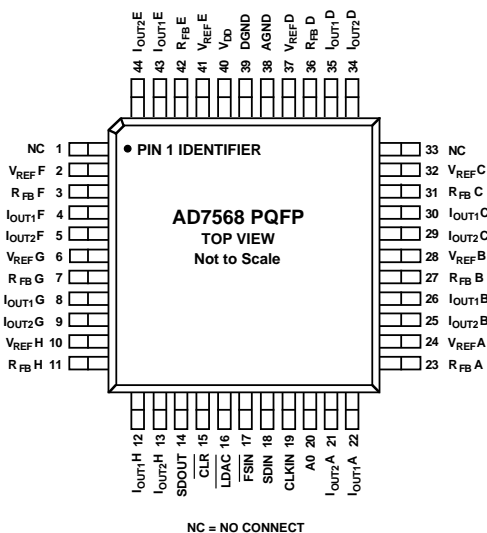 44 IOUT2E
43 IOUT1E
42 RFBE
41 VREFE
40 VDD
39 DGND
38 AGND
37 VREFD
36 RFBD
35 IOUT1D
34 IOUT2D
NC 1
VREFF 2
RFBF 3
IOUT1F 4
IOUT2F 5
VREFG 6
RFBG 7
IOUT1G 8
IOUT2G 9
VREFH 10
RFBH 11
● PIN 1 IDENTIFIER
AD7568 PQFP
TOP VIEW
Not to Scale
33 NC
32 VREFC
31 RFBC
30 IOUT1C
29 IOUT2C
28 VREFB
27 RFBB
26 IOUT1B
25 IOUT2B
24 VREFA
23 RFBA
IOUT1H 12
IOUT2H 13
SDOUT 14
CLR 15
LDAC 16
FSIN 17
SDIN 18
CLKIN 19
A0 20
IOUT2A 21
IOUT1A 22
NC = NO CONNECT